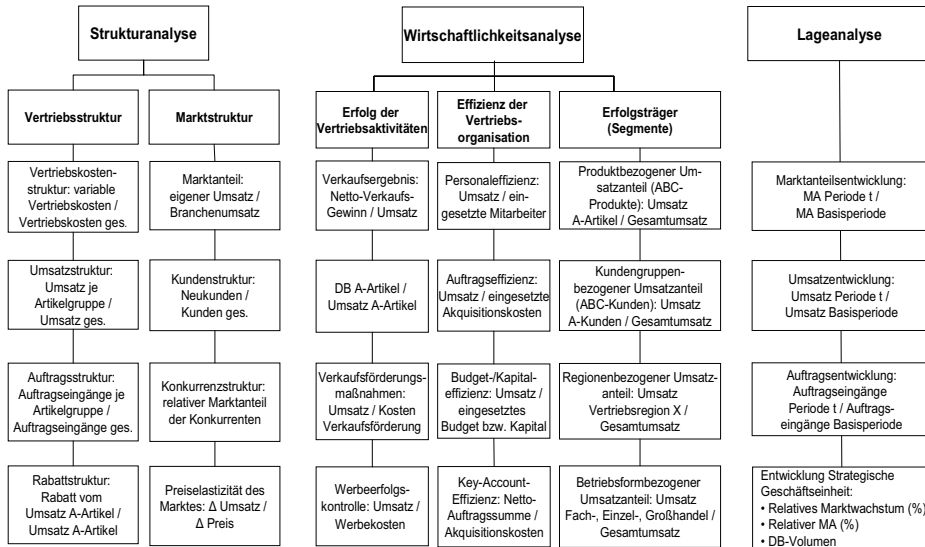 Strukturanalyse
Vertriebsstruktur
Vertriebskosten-
struktur: variable
Vertriebskosten /
Vertriebskosten ges.
Umsatzstruktur:
Umsatz je
Artikelgruppe /
Umsatz ges.
Auftragsstruktur:
Auftragseingänge je
Artikelgruppe /
Auftragseingänge ges.
Rabattstruktur:
Rabatt vom
Umsatz A-Artikel /
Umsatz A-Artikel
Marktstruktur
Marktanteil:
eigener Umsatz /
Branchenumsatz
Kundenstruktur:
Neukunden /
Kunden ges.
Konkurrenzstruktur:
relativer Marktanteil
der Konkurrenten
Preiselastizität des
Marktes: Δ Umsatz /
Δ Preis
Wirtschaftlichkeitsanalyse
Erfolg der
Vertriebsaktivitäten
Verkaufsergebnis:
Netto-Verkaufs-
Gewinn / Umsatz
DB A-Artikel /
Umsatz A-Artikel
Verkaufsförderungs-
maßnahmen:
Umsatz / Kosten
Verkaufsförderung
Werbeerfolgs-
kontrolle: Umsatz /
Werbekosten
Effizienz der
Vertriebs-
organisation
Personaleffizienz:
Umsatz / ein-
gesetzte Mitarbeiter
Auftragseffizienz:
Umsatz / eingesetzte
Akquisitionskosten
Budget-/Kapital-
effizienz: Umsatz /
eingesetztes
Budget bzw. Kapital
Key-Account-
Effizienz: Netto-
Auftragssumme /
Akquisitionskosten
Erfolgsträger
(Segmente)
Produktbezogener Um-
satzanteil (ABC-
Produkte): Umsatz
A-Artikel / Gesamtumsatz
Kundengruppen-
bezogener Umsatzanteil
(ABC-Kunden): Umsatz
A-Kunden / Gesamtumsatz
Regionenbezogener Umsatz-
anteil: Umsatz
Vertriebsregion X /
Gesamtumsatz
Betriebsformbezogener
Umsatzanteil: Umsatz
Fach-, Einzel-, Großhandel /
Gesamtumsatz
Lageanalyse
Marktanteilsentwicklung:
MA Periode t /
MA Basisperiode
Umsatzentwicklung:
Umsatz Periode t /
Umsatz Basisperiode
Auftragsentwicklung:
Auftragseingänge
Periode t / Auftrags-
eingänge Basisperiode
Entwicklung Strategische
Geschäftseinheit:
• Relatives Marktwachstum (%)
• Relativer MA (%)
• DB-Volumen